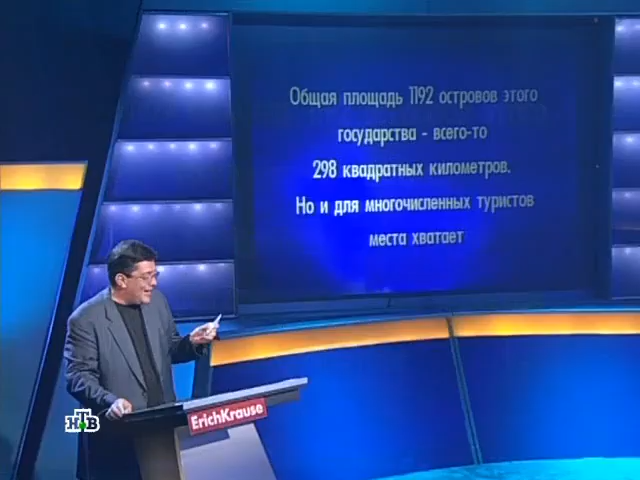 Общая площадь 1192 островов этого
государства - всего-то
298 квадратных километров.
Но и для многочисленных туристов
места хватает
ErichKrause
НТВ